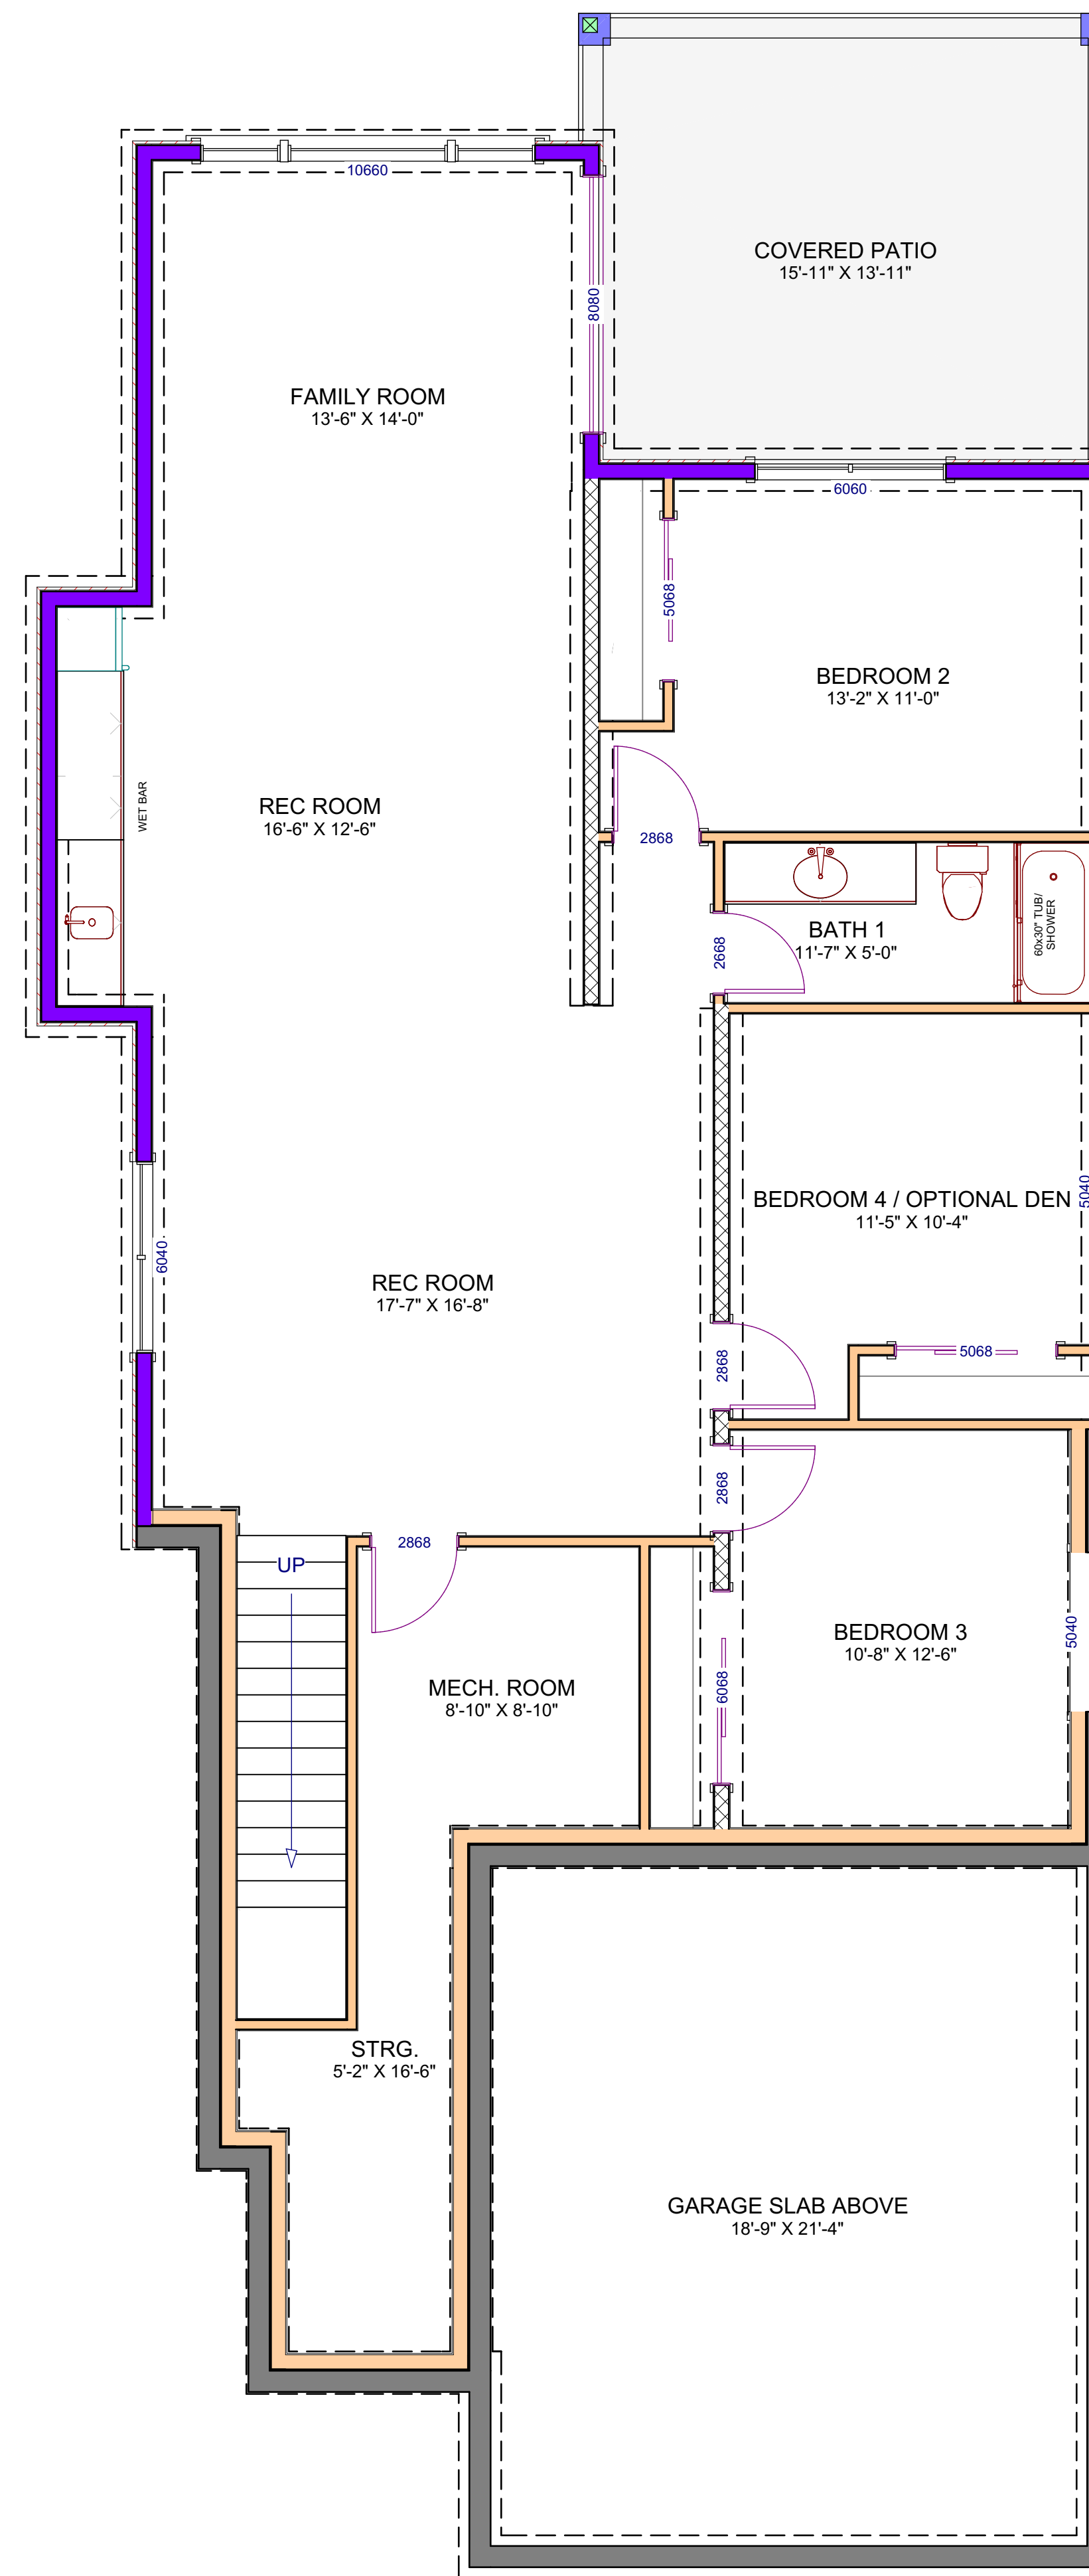 10660
COVERED PATIO
15'-11" X 13'-11"
8080
FAMILY ROOM
13'-6" X 14'-0"
6060
5068
BEDROOM 2
13'-2" X 11'-0"
WET BAR
REC ROOM
16'-6" X 12'-6"
2868
2668
BATH 1
11'-7" X 5'-0"
60x30" TUB/
SHOWER
BEDROOM 4 / OPTIONAL DEN
11'-5" X 10'-4"
5040
6040
REC ROOM
17'-7" X 16'-8"
2868
5068
2868
2868
UP
BEDROOM 3
10'-8" X 12'-6"
5040
MECH. ROOM
8'-10" X 8'-10"
6068
STRG.
5'-2" X 16'-6"
GARAGE SLAB ABOVE
18'-9" X 21'-4"